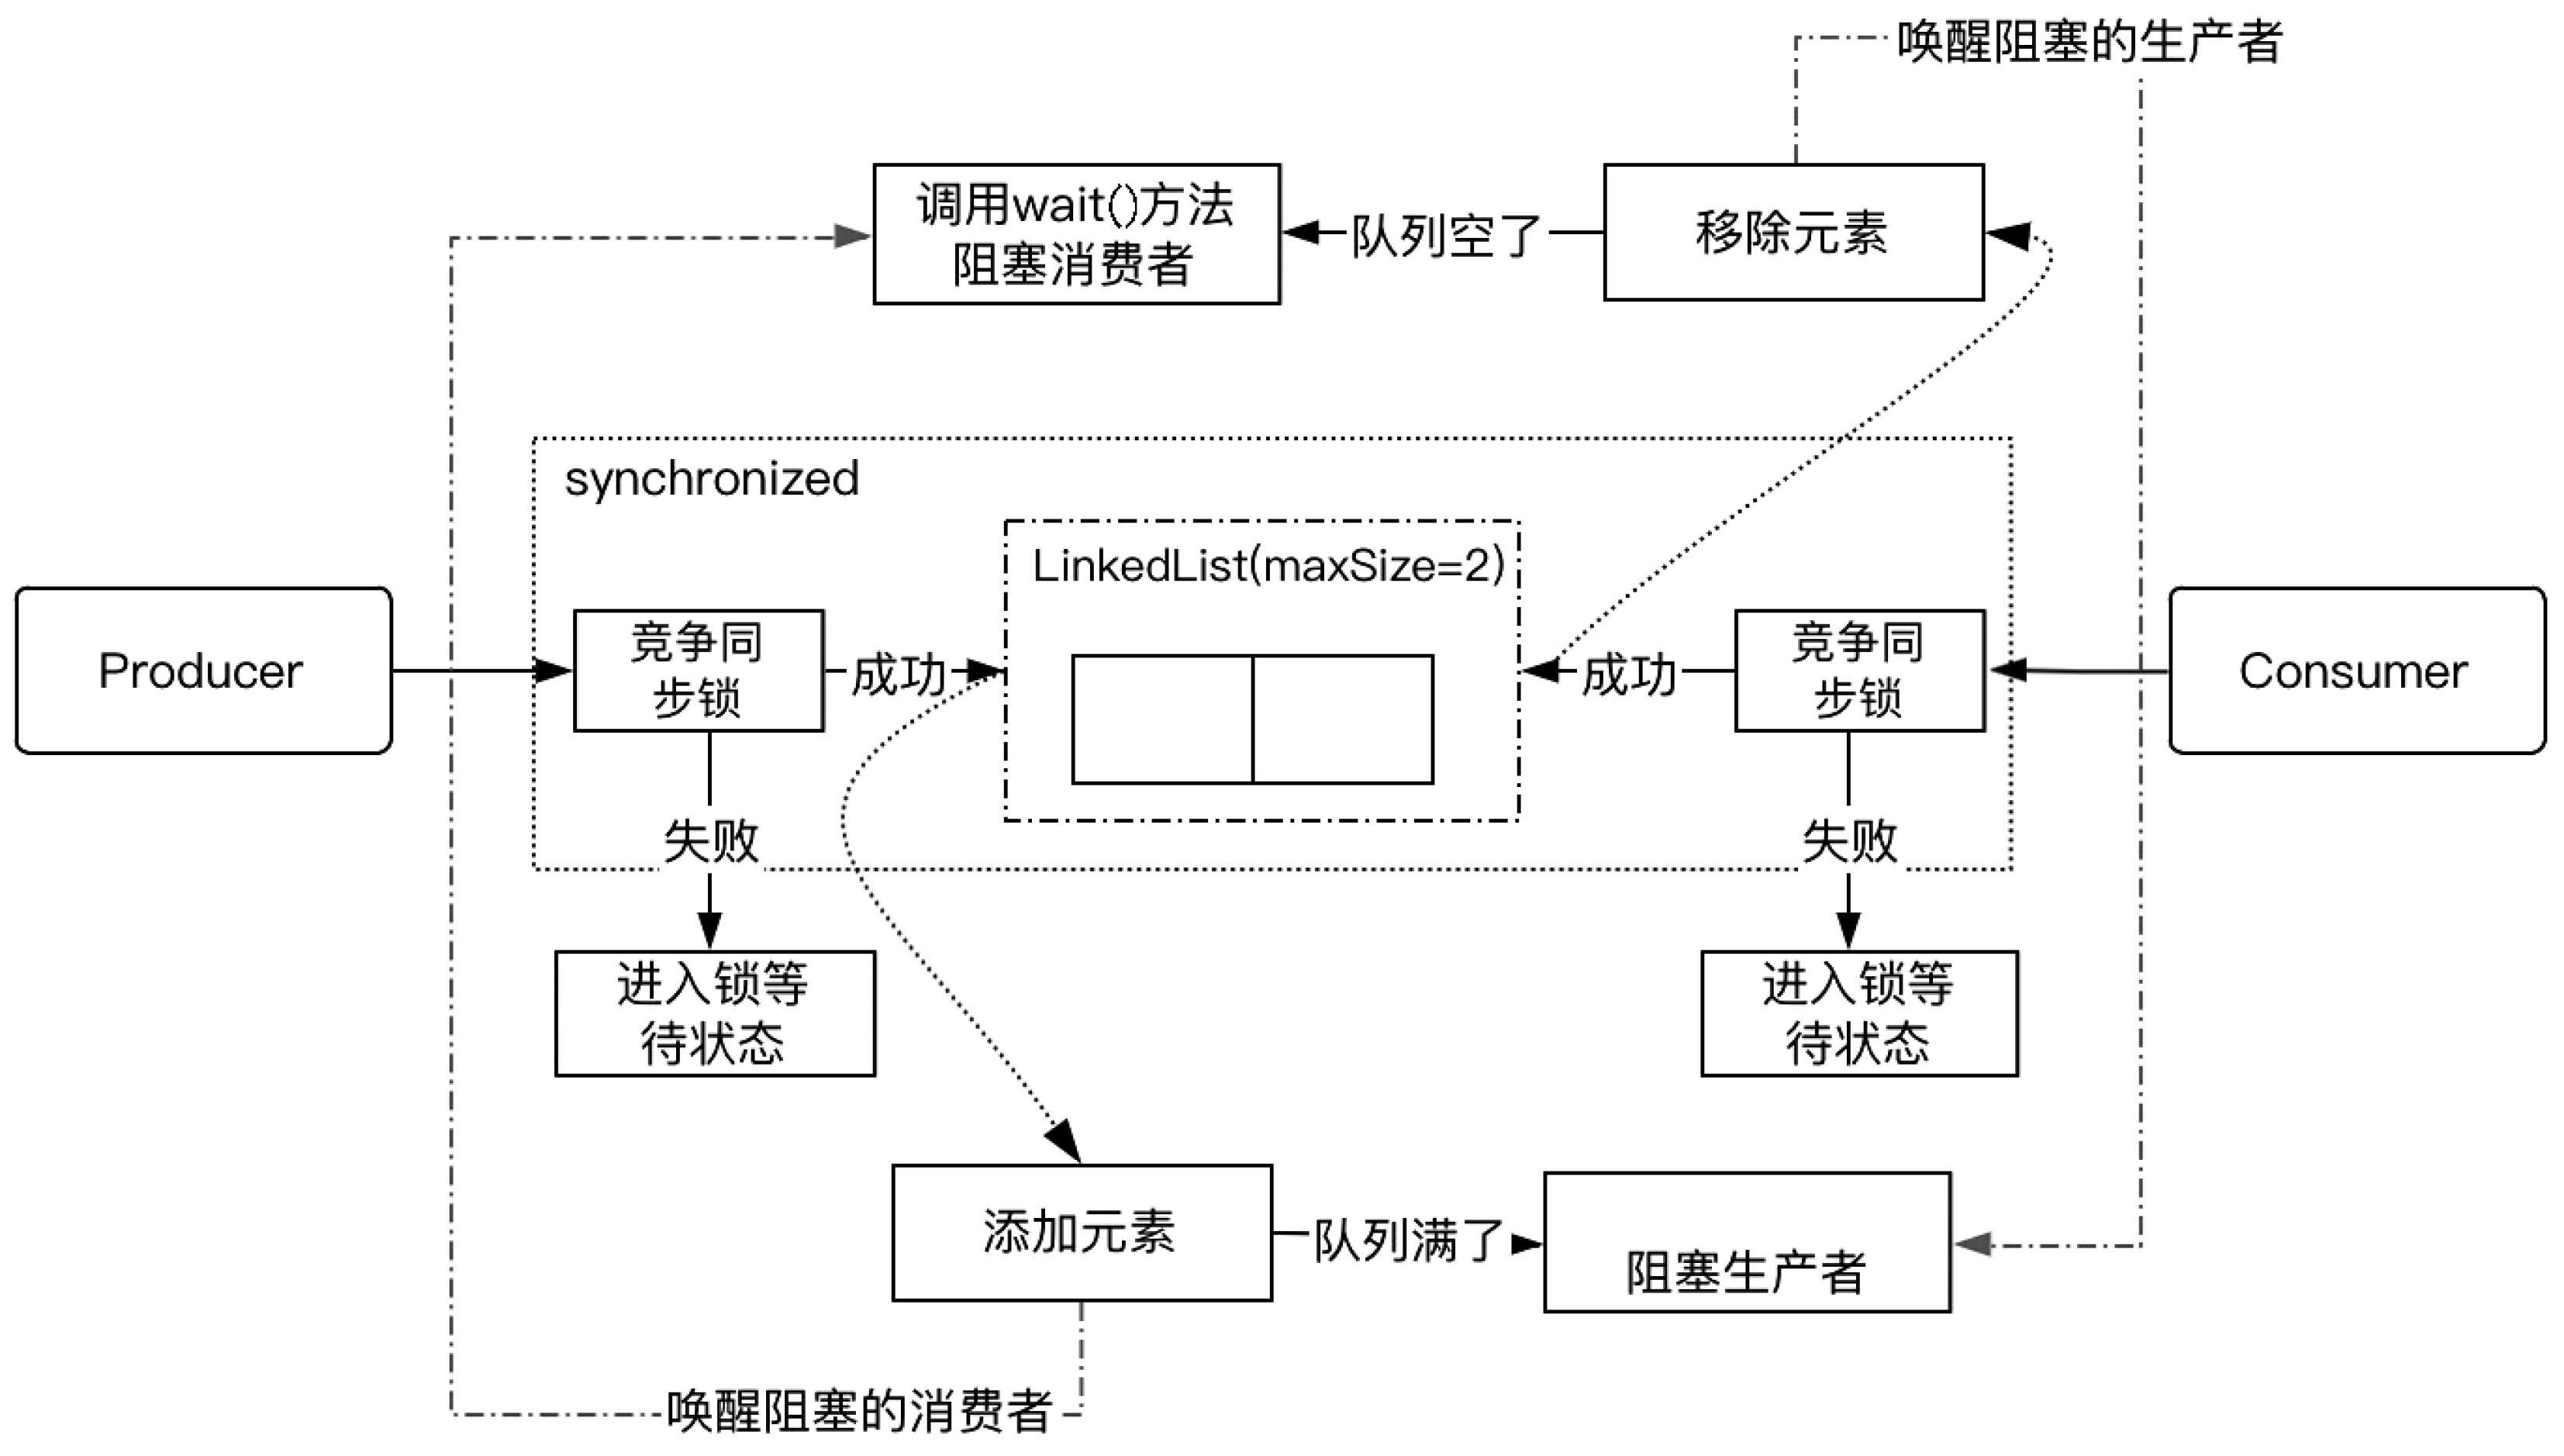 唤醒阻塞的生产者
调用wait()方法
阻塞消费者
队列空了
移除元素
synchronized
LinkedList(maxSize=2)
Producer
竞争同
步锁
成功
成功
竞争同
步锁
Consumer
失败
失败
进入锁等
待状态
进入锁等
待状态
添加元素
队列满了
阻塞生产者
唤醒阻塞的消费者